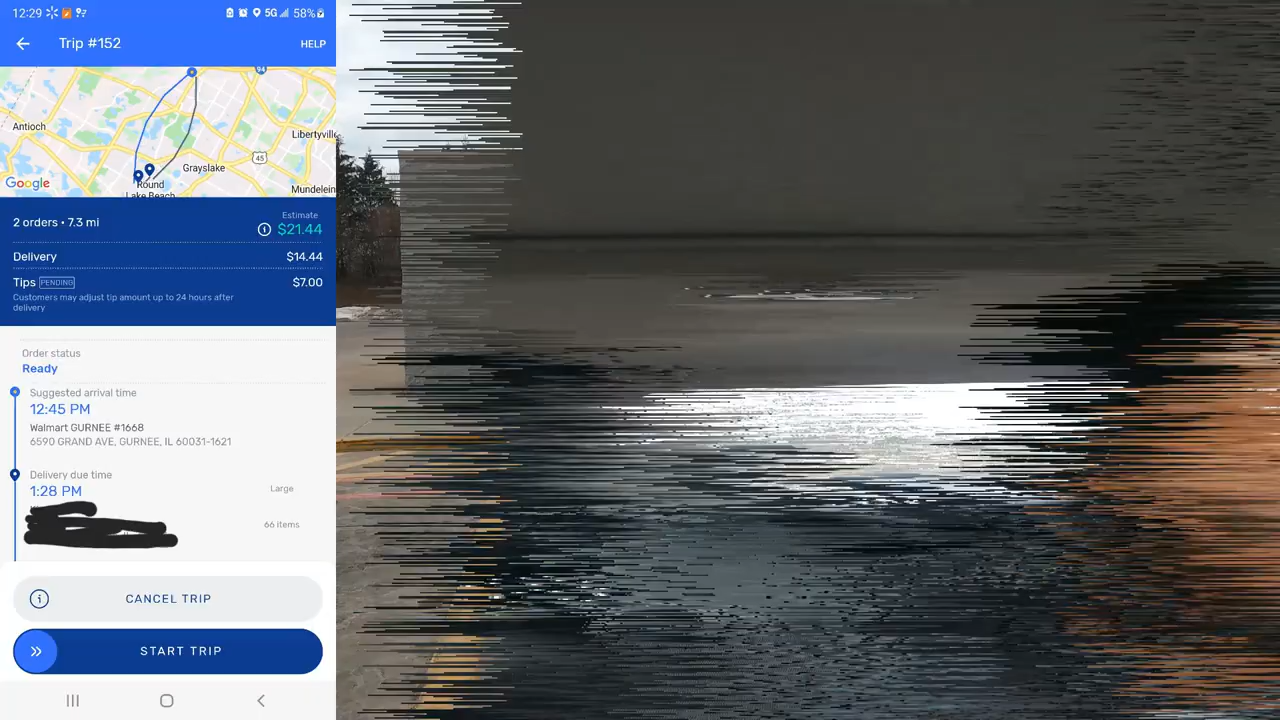 12:29 5G 58%
Trip #152 HELP
94
Antioch
Libertyville
45
Grayslake
Google
Round
Lake Beach
Mundelein
2 orders • 7.3 mi
Estimate
$21.44
Delivery $14.44
Tips PENDING $7.00
Customers may adjust tip amount up to 24 hours after
delivery
Order status
Ready
Suggested arrival time
12:45 PM
Walmart GURNEE #1668
6590 GRAND AVE, GURNEE, IL 60031-1621
Delivery due time
1:28 PM
Large
66 items
CANCEL TRIP
START TRIP